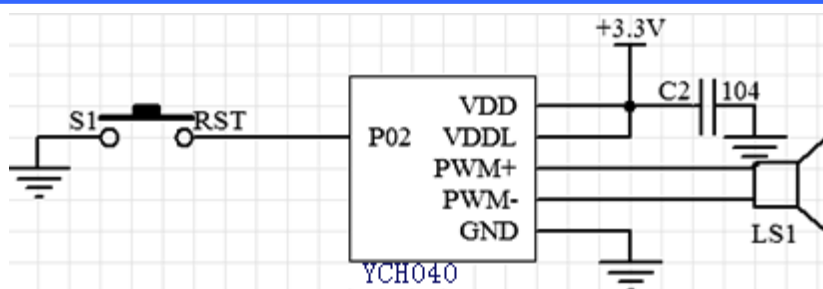 +3.3V
C2 104
S1 RST
VDD
P02 VDDL
PWM+
PWM-
GND
LS1
YCH040